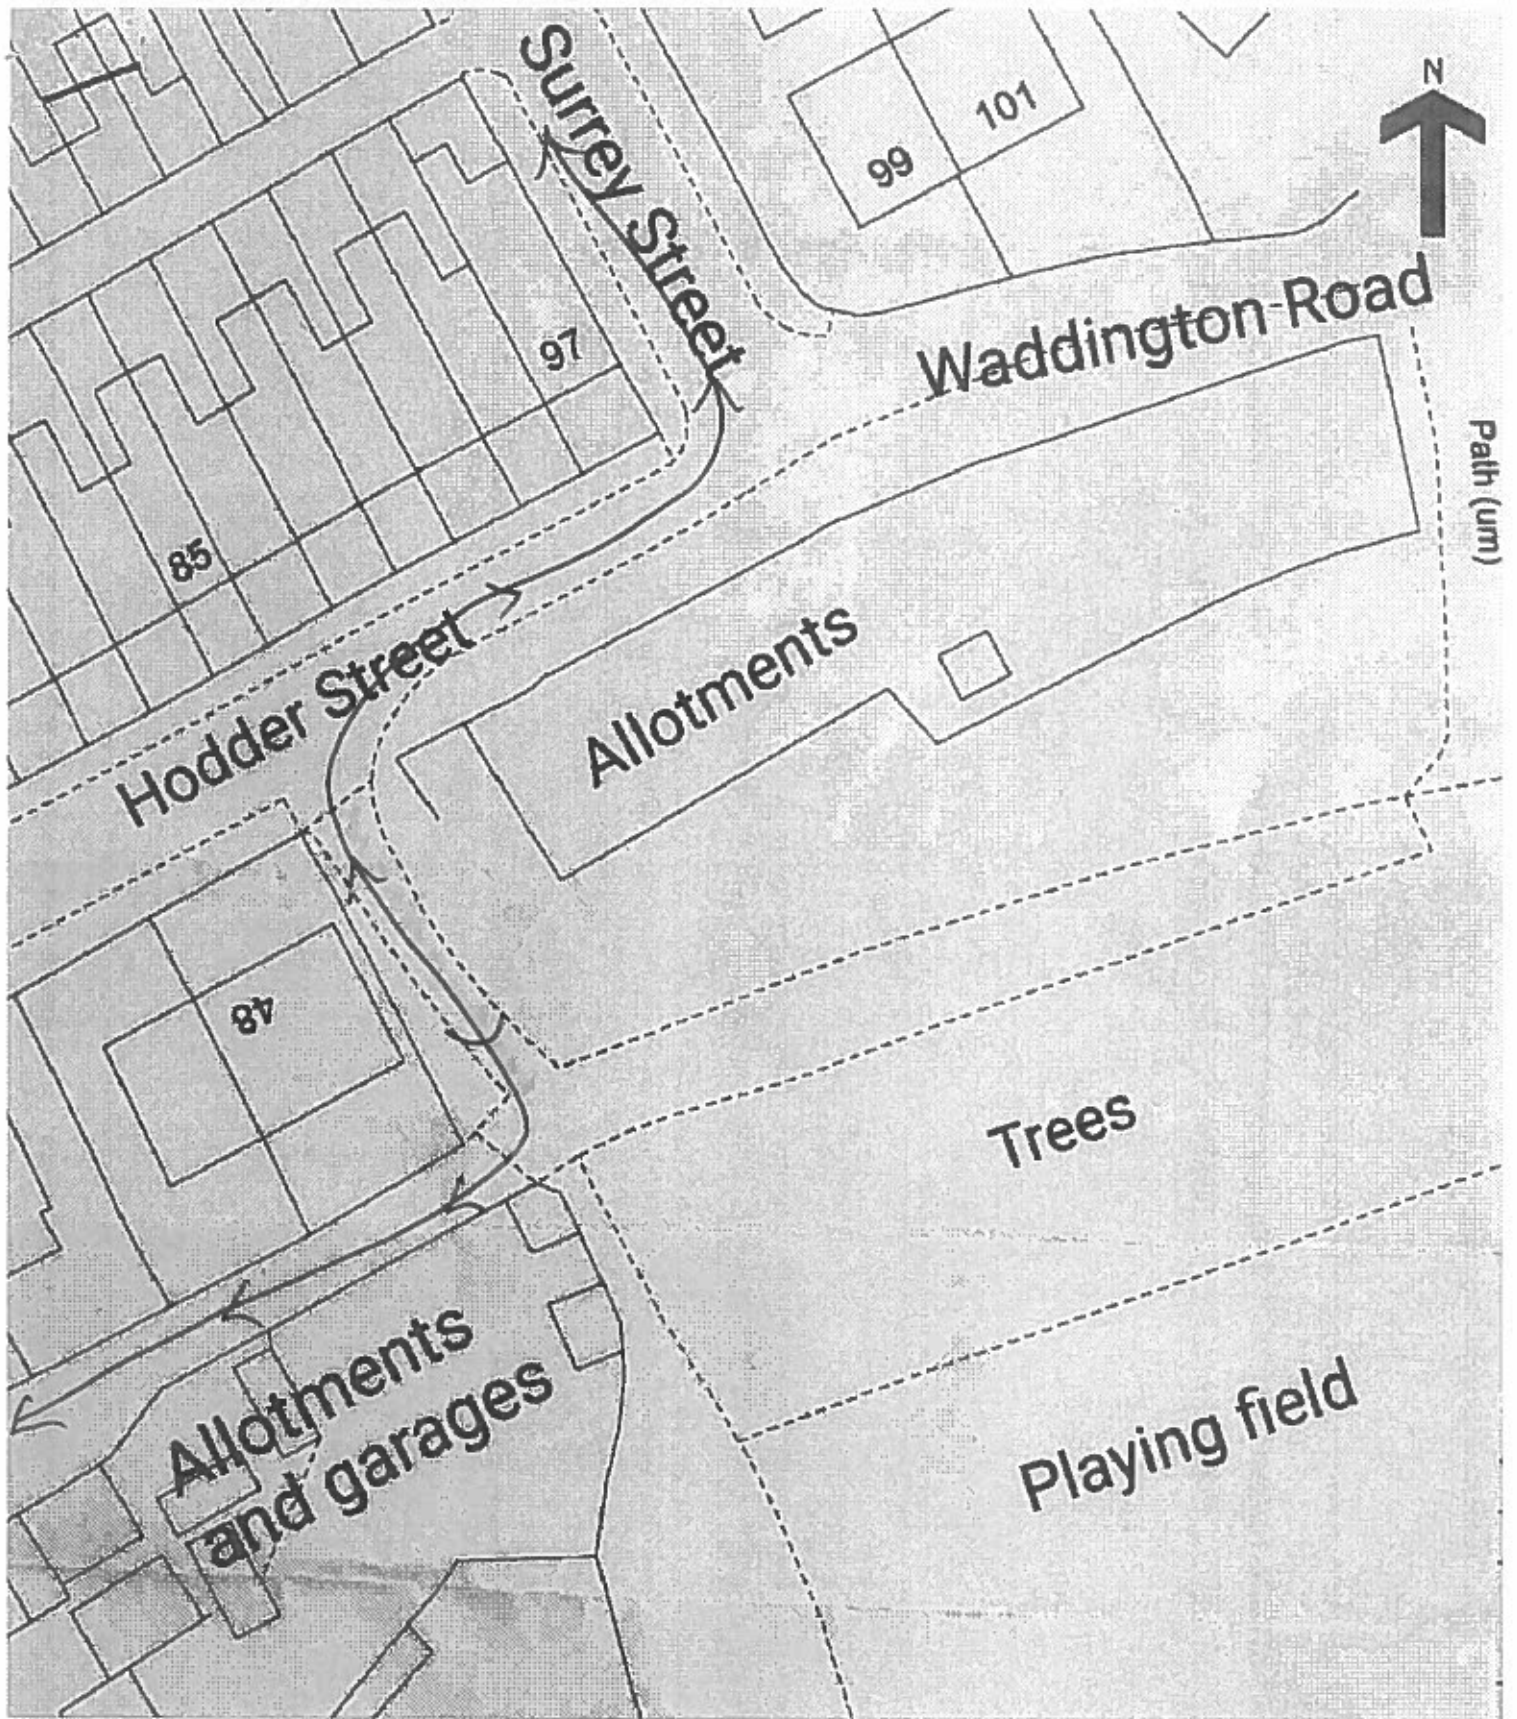 Surrey Street
N
101
99
Waddington Road
97
Path (um)
85
Hodder Street
Allotments
48
Trees
Allotments
and garages
Playing field